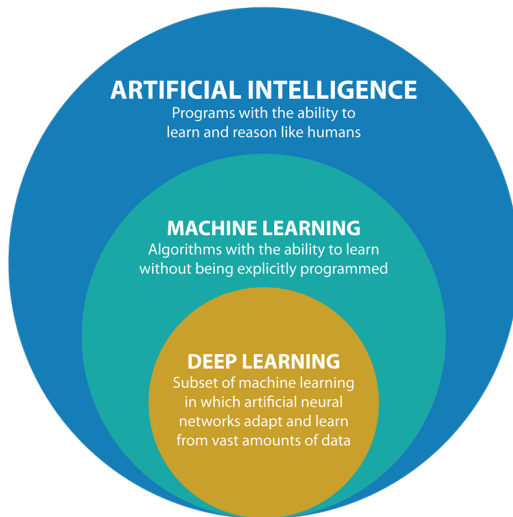 ARTIFICIAL INTELLIGENCE
Programs with the ability to
learn and reason like humans
MACHINE LEARNING
Algorithms with the ability to learn
without being explicitly programmed
DEEP LEARNING
Subset of machine learning
in which artificial neural
networks adapt and learn
from vast amounts of data